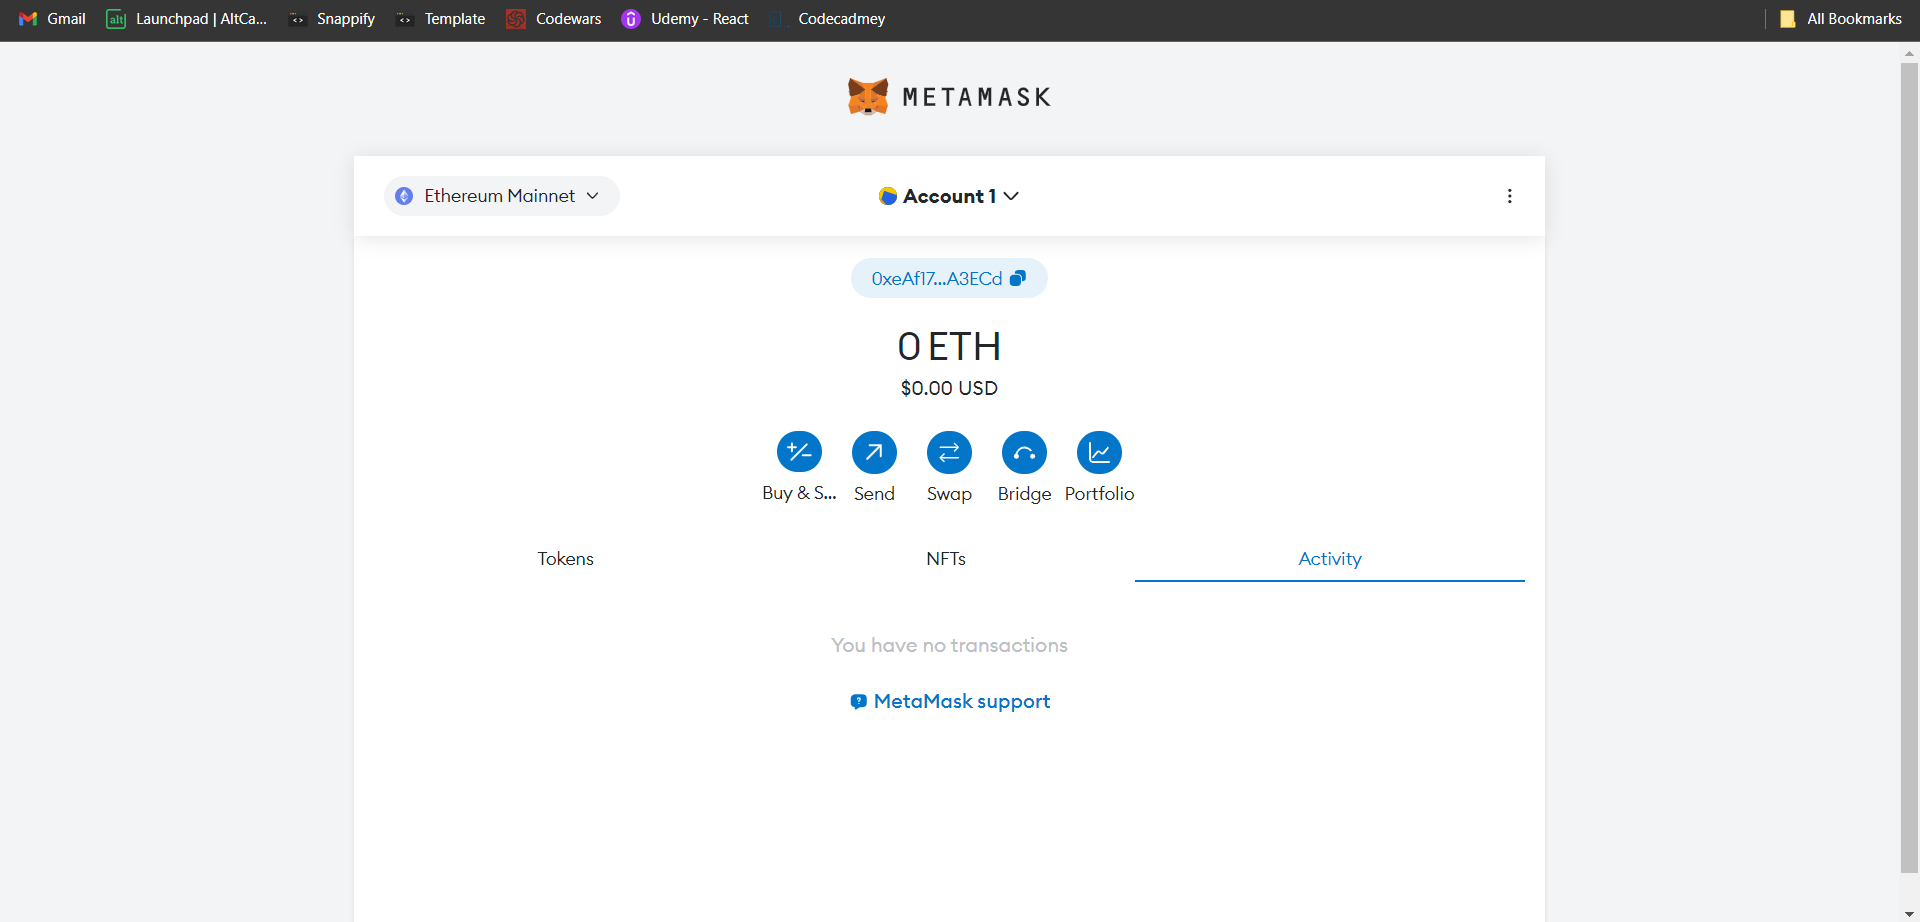 Gmail
Launchpad | AltCa...
Snappify
Template
Codewars
Udemy - React
Codecadmey
All Bookmarks
METAMASK
Ethereum Mainnet
Account 1
0xeAf17...A3ECd
0 ETH
$0.00 USD
Buy & S...
Send
Swap
Bridge
Portfolio
Tokens
NFTs
Activity
You have no transactions
MetaMask support